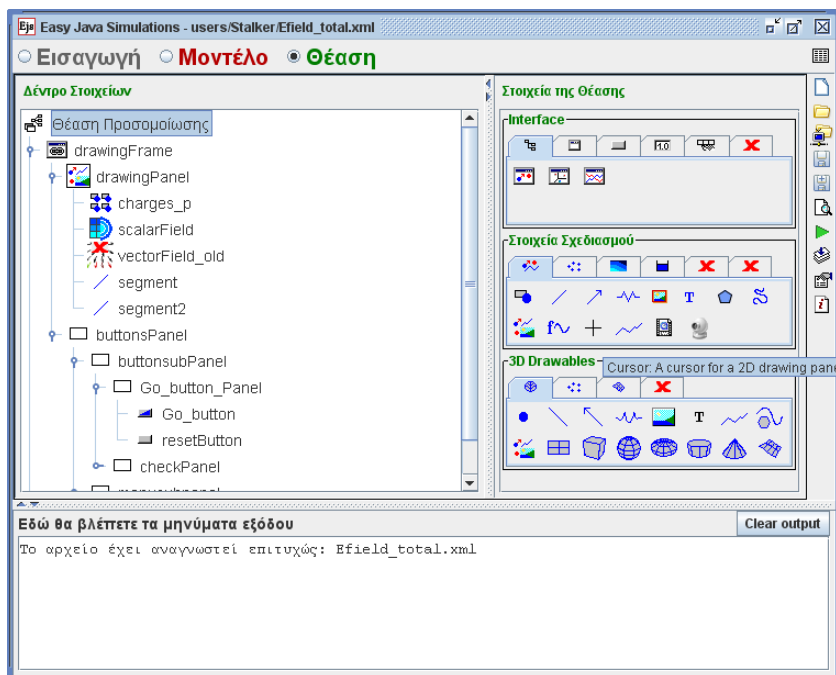 Ejs Easy Java Simulations - users/Stalker/Efield_total.xml
Εισαγωγή Μοντέλο Θέαση
Δέντρο Στοιχείων
Θέαση Προσομοίωσης
drawingFrame
drawingPanel
charges_p
scalarField
vectorField_old
segment
segment2
buttonsPanel
buttonsubPanel
Go_button_Panel
Go_button
resetButton
checkPanel
Στοιχεία της Θέασης
Interface
F1.0
Στοιχεία Σχεδιασμού
T
3D Drawables
Cursor: A cursor for a 2D drawing pane
T
Εδώ θα βλέπετε τα μηνύματα εξόδου
Clear output
Το αρχείο έχει αναγνωστεί επιτυχώς: Efield_total.xml